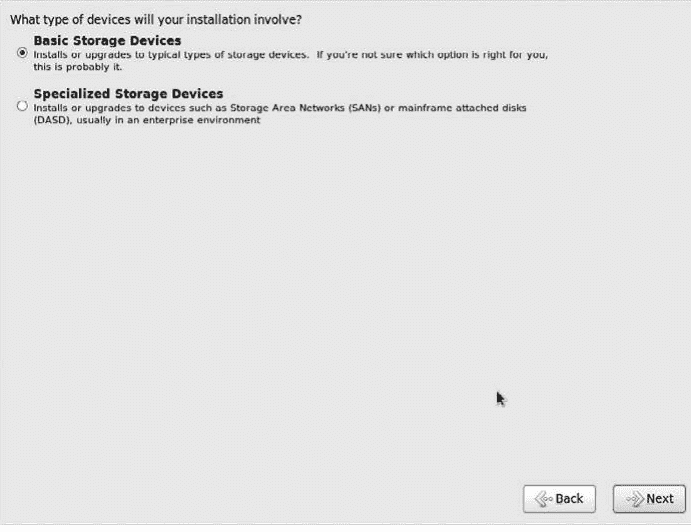 What type of devices will your installation involve?
Basic Storage Devices
Installs or upgrades to typical types of storage devices. If you're not sure which option is right for you,
this is probably it.
Specialized Storage Devices
Installs or upgrades to devices such as Storage Area Networks (SANs) or mainframe attached disks
(DASD), usually in an enterprise environment
Back
Next